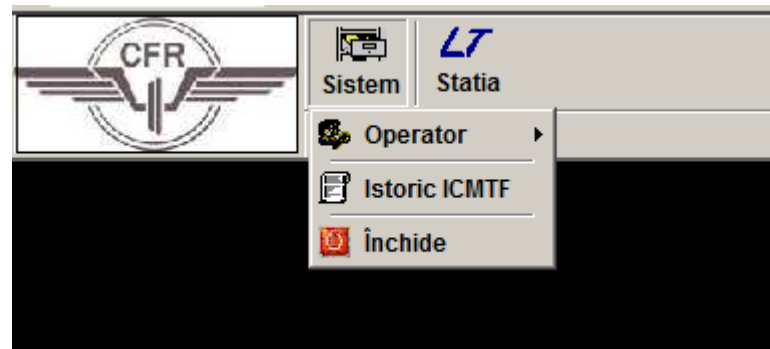 CFR
LT
Sistem
Statia
Operator
Istoric ICMTF
Închide